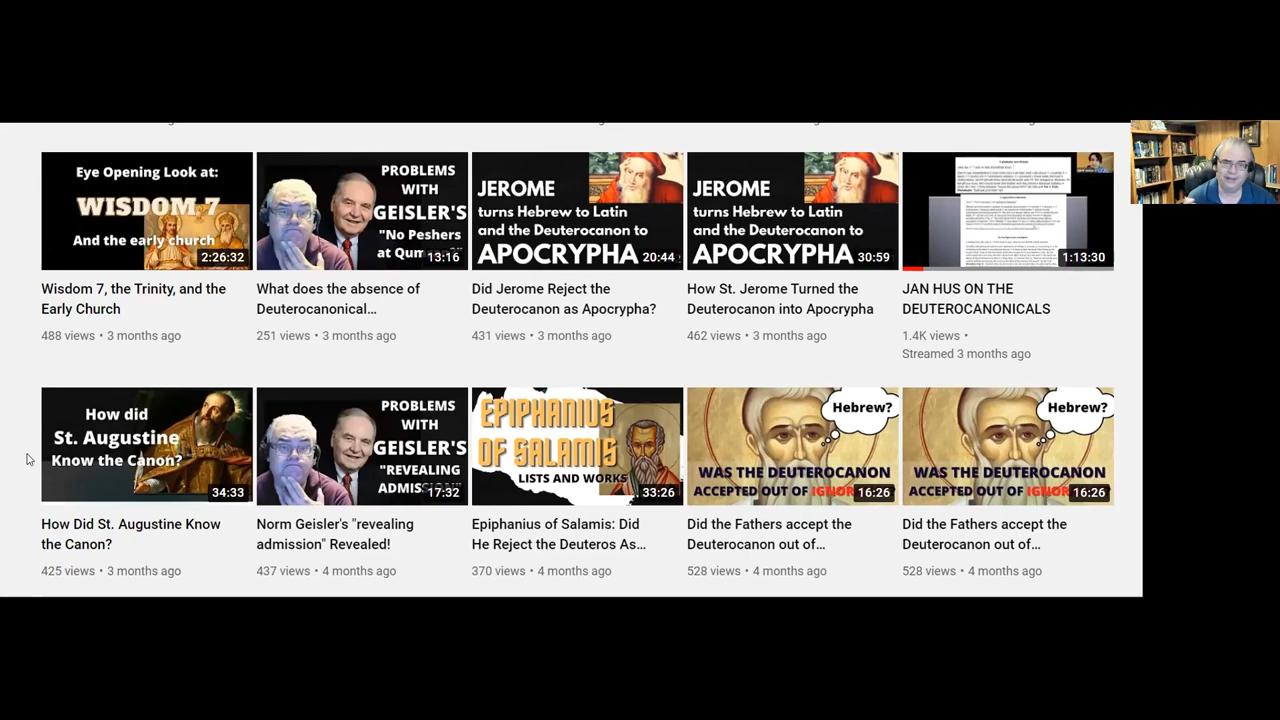 Eye Opening Look at:
WISDOM 7
And the early church
2:26:32
PROBLEMS
WITH
GEISLER'S
"No Peshers
at Qum
13:16
JEROME
turns Hebrew to Latin
and the Deuterocanon to
APOCRYPHA
20:44
JEROME
turns Hebrew to Latin
and the Deuterocanon to
APOCRYPHA
30:59
1:13:30
Wisdom 7, the Trinity, and the
Early Church
488 views • 3 months ago
What does the absence of
Deuterocanonical…
251 views • 3 months ago
Did Jerome Reject the
Deuterocanon as Apocrypha?
431 views • 3 months ago
How St. Jerome Turned the
Deuterocanon into Apocrypha
462 views • 3 months ago
JAN HUS ON THE
DEUTEROCANONICALS
1.4K views •
Streamed 3 months ago
How did
St. Augustine
Know the Canon?
34:33
PROBLEMS
WITH
GEISLER'S
"REVEALING
ADMIS
17:32
EPIPHANIUS
OF SALAMIS
LISTS AND WORKS
33:26
Hebrew?
WAS THE DEUTEROCANON
ACCEPTED OUT OF IGNOR
16:26
Hebrew?
WAS THE DEUTEROCANON
ACCEPTED OUT OF IGNOR
16:26
How Did St. Augustine Know
the Canon?
425 views • 3 months ago
Norm Geisler's "revealing
admission" Revealed!
437 views • 4 months ago
Epiphanius of Salamis: Did
He Reject the Deuteros As…
370 views • 4 months ago
Did the Fathers accept the
Deuterocanon out of…
528 views • 4 months ago
Did the Fathers accept the
Deuterocanon out of…
528 views • 4 months ago